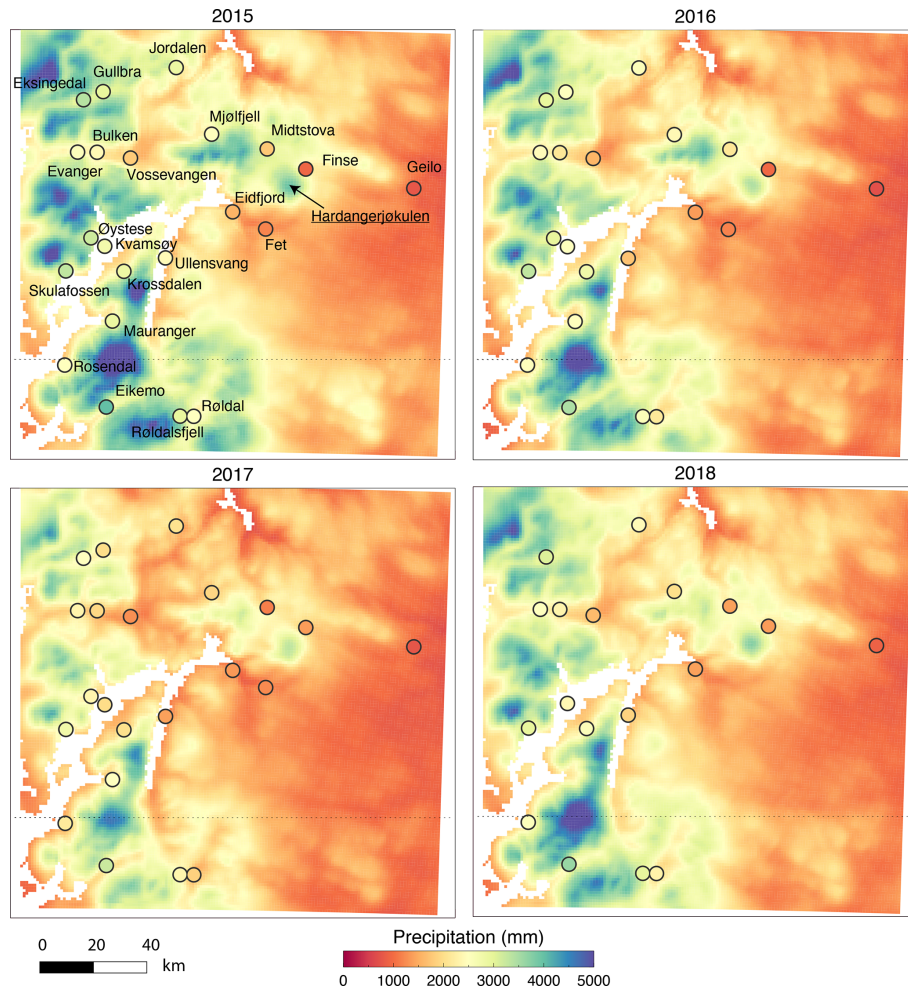 2015
2016
Jordalen
Gullbra
Eksingedal
Mjølfjell
Midtstova
Bulken
Finse
Evanger
Vossevangen
Geilo
Eidfjord
Hardangerjøkulen
Øystese
Kvamsøy
Fet
Ullensvang
Skulafossen
Krossdalen
Mauranger
Rosendal
Eikemo
Røldal
Røldalsfjell
2017
2018
Precipitation (mm)
0 20 40
km
0 1000 2000 3000 4000 5000